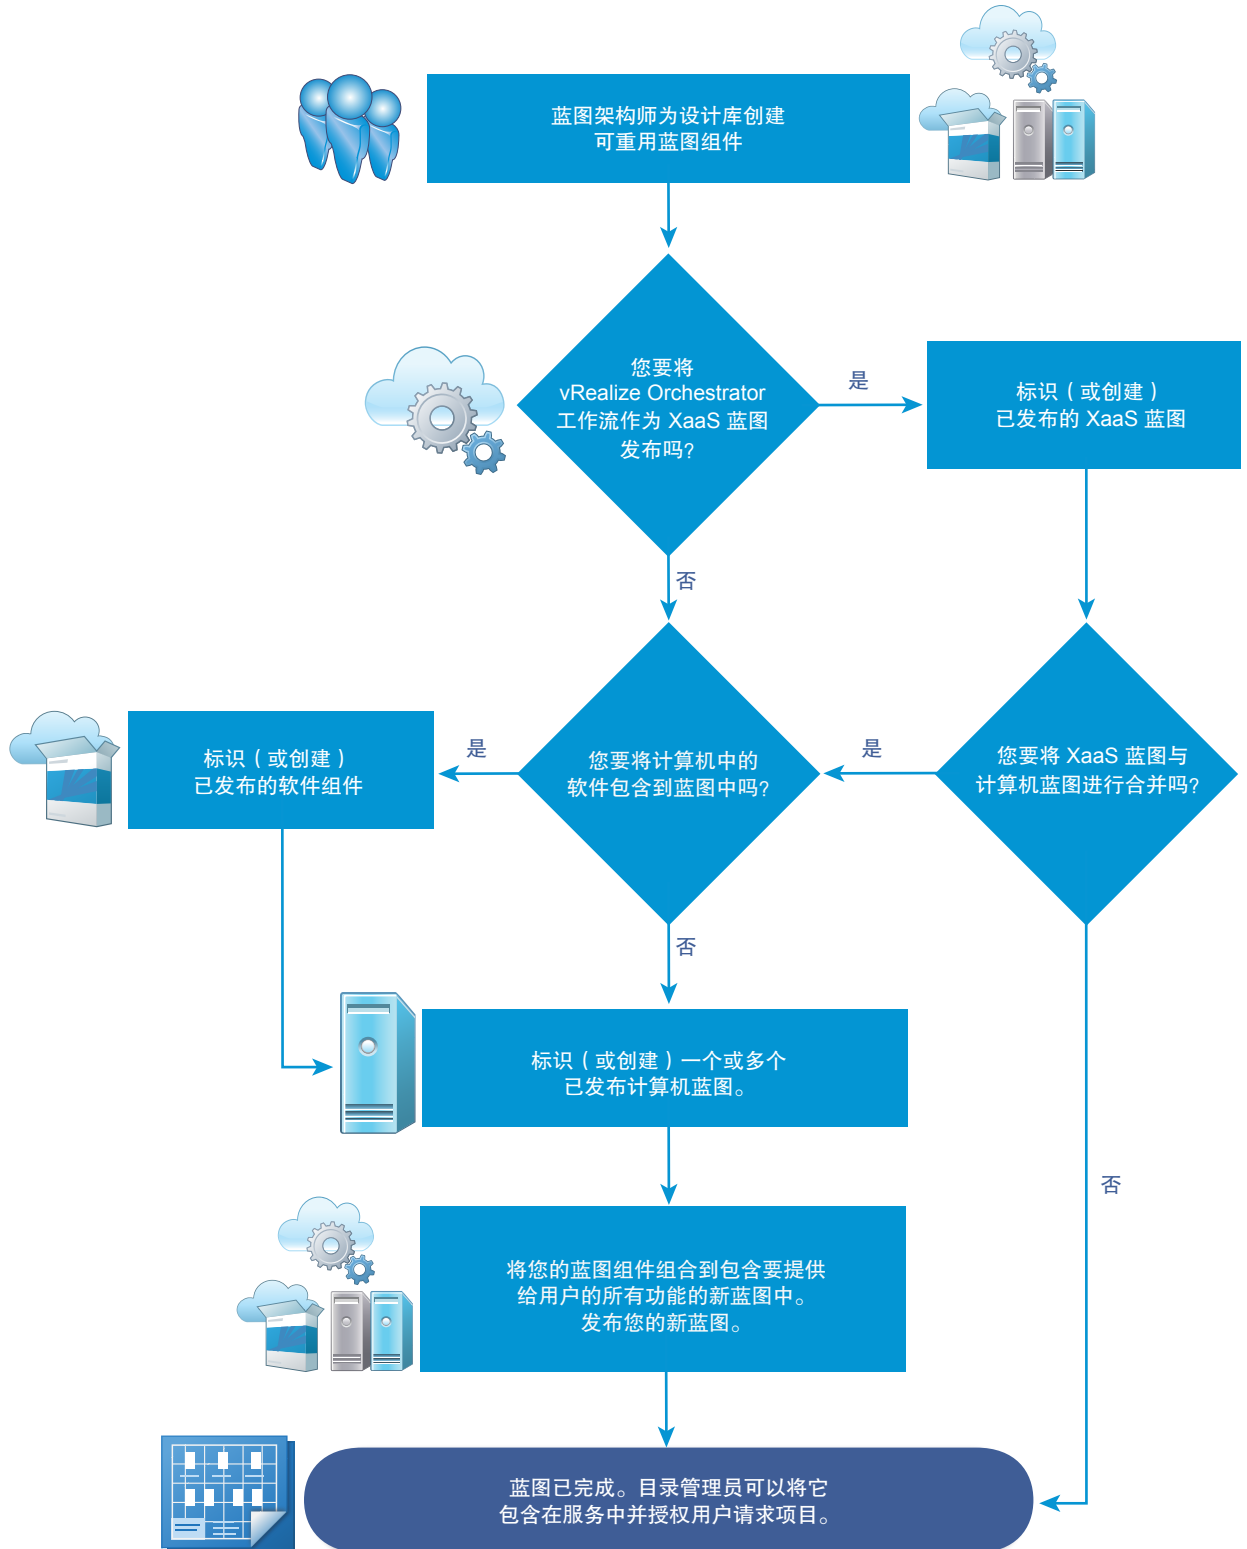 蓝图架构师为设计库创建
可重用蓝图组件
您要将
vRealize Orchestrator
工作流作为 XaaS 蓝图
发布吗?
是
标识（或创建）
已发布的 XaaS 蓝图
否
标识（或创建）
已发布的软件组件
是
您要将计算机中的
软件包含到蓝图中吗?
是
您要将 XaaS 蓝图与
计算机蓝图进行合并吗?
否
标识（或创建）一个或多个
已发布计算机蓝图。
否
将您的蓝图组件组合到包含要提供
给用户的所有功能的新蓝图中。
发布您的新蓝图。
蓝图已完成。目录管理员可以将它
包含在服务中并授权用户请求项目。